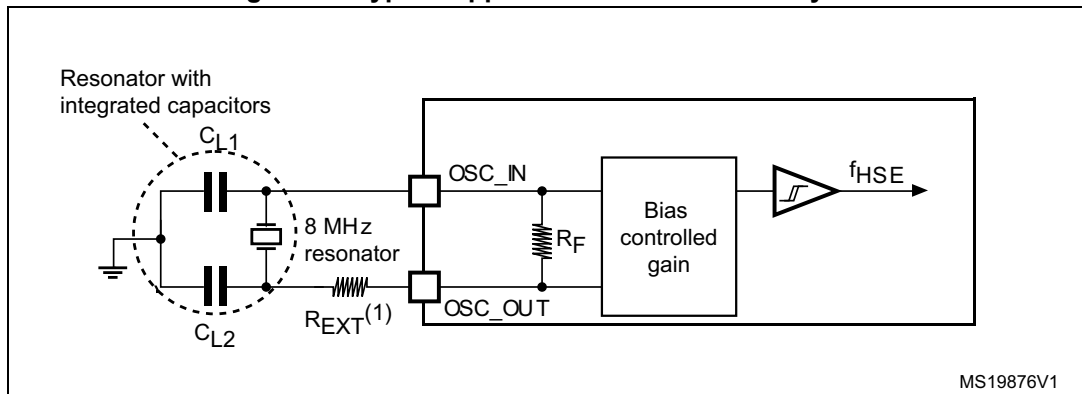 Resonator with
integrated capacitors
CL1
OSC_IN
fHSE
8 MHz
resonator
RF
Bias
controlled
gain
REXT(1)
OSC_OUT
CL2
MS19876V1